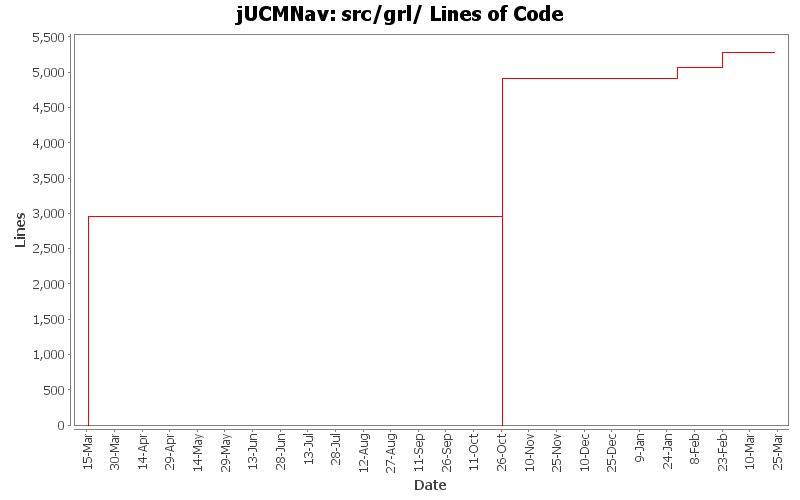 jUCMNav: src/grl/ Lines of Code
5,500
5,000
4,500
4,000
3,500
3,000
2,500
2,000
1,500
1,000
500
0
Lines
15-Mar
30-Mar
14-Apr
29-Apr
14-May
29-May
13-Jun
28-Jun
13-Jul
28-Jul
12-Aug
27-Aug
11-Sep
26-Sep
11-Oct
26-Oct
10-Nov
25-Nov
10-Dec
25-Dec
9-Jan
24-Jan
8-Feb
23-Feb
10-Mar
25-Mar
Date